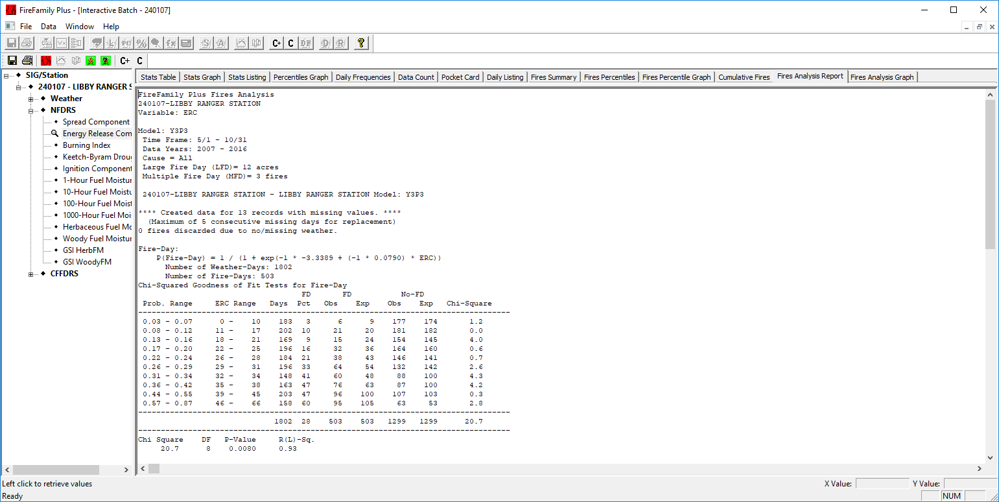 FireFamily Plus - [Interactive Batch - 240107]
File Data Window Help
C+ C DR D R ?
C+ C
SIG/Station
240107 - LIBBY RANGER S
Weather
NFDRS
Spread Component
Energy Release Com
Burning Index
Keetch-Byram Drou
Ignition Component
1-Hour Fuel Moistur
10-Hour Fuel Moistu
100-Hour Fuel Moist
1000-Hour Fuel Moi
Herbaceous Fuel Mo
Woody Fuel Moistur
GSI HerbFM
GSI WoodyFM
CFFDRS
Stats Table Stats Graph Stats Listing Percentiles Graph Daily Frequencies Data Count Pocket Card Daily Listing Fires Summary Fires Percentiles Fires Percentile Graph Cumulative Fires Fires Analysis Report Fires Analysis Graph
FireFamily Plus Fires Analysis
240107-LIBBY RANGER STATION
Variable: ERC
Model: Y3P3
Time Frame: 5/1 - 10/31
Data Years: 2007 - 2016
Cause = All
Large Fire Day (LFD)= 12 acres
Multiple Fire Day (MFD)= 3 fires
240107-LIBBY RANGER STATION - LIBBY RANGER STATION Model: Y3P3
**** Created data for 13 records with missing values. ****
(Maximum of 5 consecutive missing days for replacement)
0 fires discarded due to no/missing weather.
Fire-Day:
P(Fire-Day) = 1 / (1 + exp(-1 * -3.3389 + (-1 * 0.0790) * ERC))
Number of Weather-Days: 1802
Number of Fire-Days: 503
Chi-Squared Goodness of Fit Tests for Fire-Day
FD FD No-FD
Prob. Range ERC Range Days Pct Obs Exp Obs Exp Chi-Square
0.03 - 0.07 0 - 10 183 3 6 9 177 174 1.2
0.08 - 0.12 11 - 17 202 10 21 20 181 182 0.0
0.13 - 0.16 18 - 21 169 9 15 24 154 145 4.0
0.17 - 0.20 22 - 25 196 16 32 36 164 160 0.6
0.22 - 0.24 26 - 28 184 21 38 43 146 141 0.7
0.26 - 0.29 29 - 31 196 33 64 54 132 142 2.6
0.31 - 0.34 32 - 34 148 41 60 48 88 100 4.3
0.36 - 0.42 35 - 38 163 47 76 63 87 100 4.2
0.44 - 0.55 39 - 45 203 47 96 100 107 103 0.3
0.57 - 0.87 46 - 66 158 60 95 105 63 53 2.8
1802 28 503 503 1299 1299 20.7
Chi Square DF P-Value R(L)-Sq.
20.7 8 0.0080 0.93
Left click to retrieve values
X Value: Y Value:
Ready
NUM